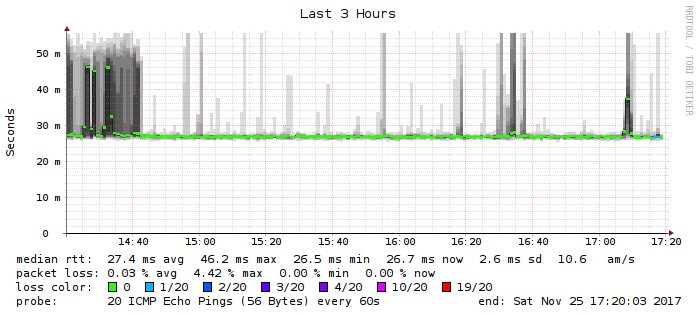 Last 3 Hours
RRDTOOL / TOBI OETIKER
Seconds
50 m
40 m
30 m
20 m
10 m
0
14:40 15:00 15:20 15:40 16:00 16:20 16:40 17:00 17:20
median rtt: 27.4 ms avg 46.2 ms max 26.5 ms min 26.7 ms now 2.6 ms sd 10.6 am/s
packet loss: 0.03 % avg 4.42 % max 0.00 % min 0.00 % now
loss color: 0 1/20 2/20 3/20 4/20 10/20 19/20
probe: 20 ICMP Echo Pings (56 Bytes) every 60s end: Sat Nov 25 17:20:03 2017